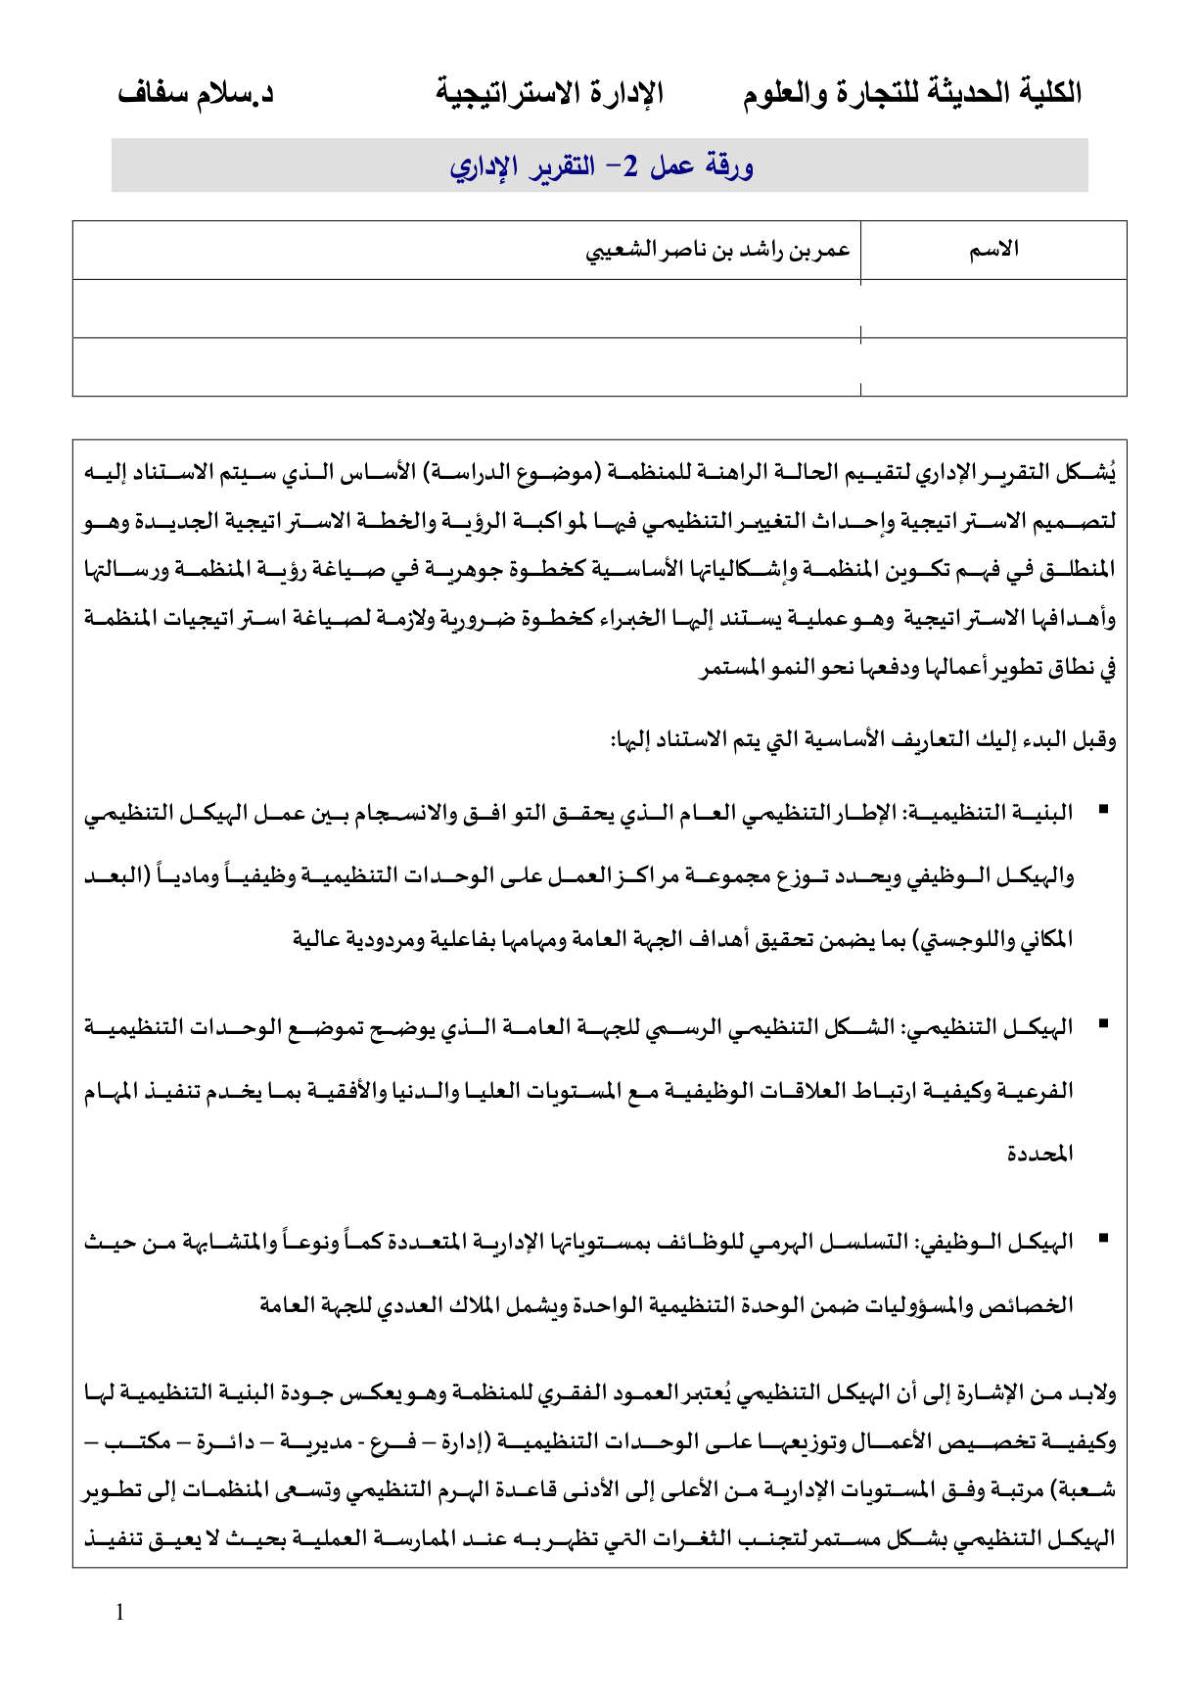 الكلية الحديثة للتجارة والعلوم الإدارة الاستراتيجية د.سلام سفاف
ورقة عمل 2- التقرير الإداري
الاسم عمر بن راشد بن ناصر الشعيبي
يُشكل التقرير الإداري لتقييم الحالة الراهنة للمنظمة (موضوع الدراسة) الأساس الذي سيتم الاستناد إليه
لتصميم الاستراتيجية وإحداث التغيير التنظيمي فيها لمواكبة الرؤية والخطة الاستراتيجية الجديدة وهو
المنطلق في فهم تكوين المنظمة وإشكالياتها الأساسية كخطوة جوهرية في صياغة رؤية المنظمة ورسالتها
وأهدافها الاستراتيجية وهو عملية يستند إليها الخبراء كخطوة ضرورية ولازمة لصياغة استراتيجيات المنظمة
في نطاق تطوير أعمالها ودفعها نحو النمو المستمر
وقبل البدء إليك التعاريف الأساسية التي يتم الاستناد إليها:
▪ البنية التنظيمية: الإطار التنظيمي العام الذي يحقق التوافق والانسجام بين عمل الهيكل التنظيمي
والهيكل الوظيفي ويحدد توزع مجموعة مراكز العمل على الوحدات التنظيمية وظيفياً ومادياً (البعد
المكاني واللوجستي) بما يضمن تحقيق أهداف الجهة العامة ومهامها بفاعلية ومردودية عالية
▪ الهيكل التنظيمي: الشكل التنظيمي الرسمي للجهة العامة الذي يوضح تموضع الوحدات التنظيمية
الفرعية وكيفية ارتباط العلاقات الوظيفية مع المستويات العليا والدنيا والأفقية بما يخدم تنفيذ المهام
المحددة
▪ الهيكل الوظيفي: التسلسل الهرمي للوظائف بمستوياتها الإدارية المتعددة كماً ونوعاً والمتشابهة من حيث
الخصائص والمسؤوليات ضمن الوحدة التنظيمية الواحدة ويشمل الملاك العددي للجهة العامة
ولابد من الإشارة إلى أن الهيكل التنظيمي يُعتبر العمود الفقري للمنظمة وهو يعكس جودة البنية التنظيمية لها
وكيفية تخصيص الأعمال وتوزيعها على الوحدات التنظيمية (إدارة – فرع - مديرية – دائرة – مكتب –
شعبة) مرتبة وفق المستويات الإدارية من الأعلى إلى الأدنى قاعدة الهرم التنظيمي وتسعى المنظمات إلى تطوير
الهيكل التنظيمي بشكل مستمر لتجنب الثغرات التي تظهر به عند الممارسة العملية بحيث لا يعيق تنفيذ
1